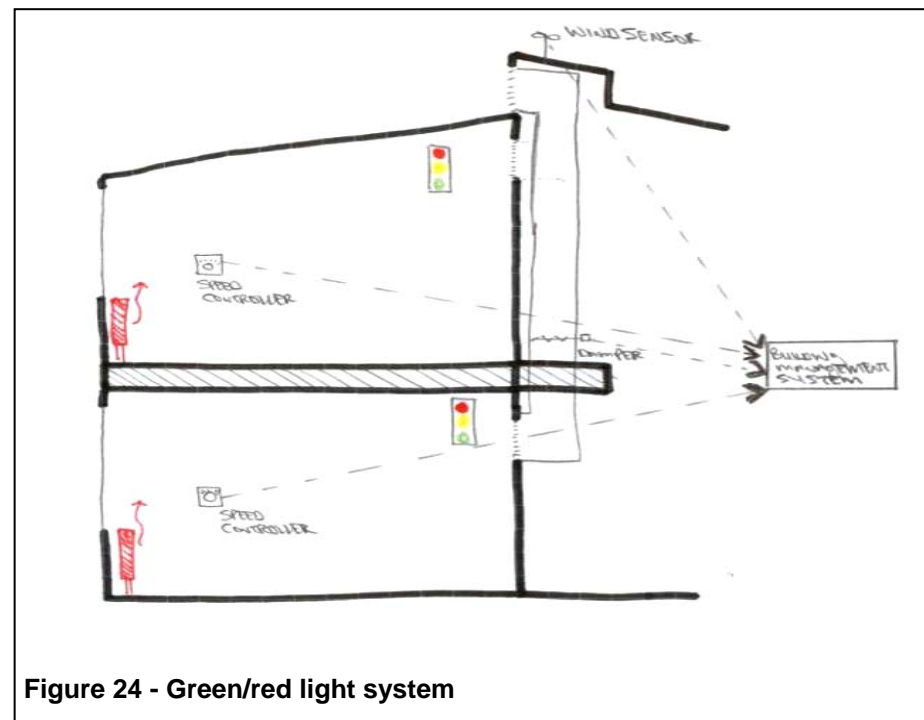 WIND SENSOR
SPEED
CONTROLLER
DAMPER
BUILDING
MANAGEMENT
SYSTEM
SPEED
CONTROLLER
Figure 24 - Green/red light system